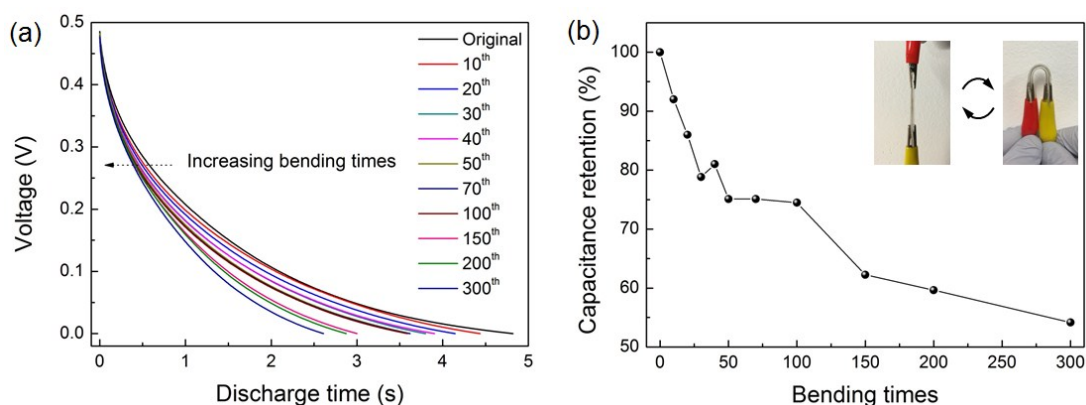 (a)
0.5
0.4
0.3
0.2
0.1
0.0
Voltage (V)
0 1 2 3 4 5
Discharge time (s)
Increasing bending times
Original
10th
20th
30th
40th
50th
70th
100th
150th
200th
300th
(b)
100
90
80
70
60
50
Capacitance retention (%)
0 50 100 150 200 250 300
Bending times